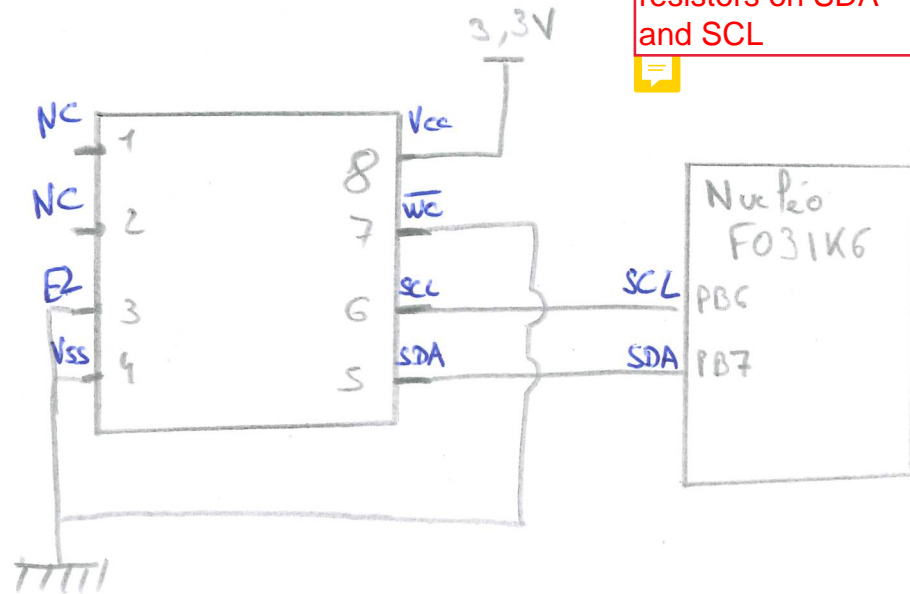 resistors on SDA
and SCL
3,3V
NC
1
Vcc
8
NC
2
WC
7
E2
3
SCL
6
Vss
4
SDA
5
Nucléo
F031K6
SCL
PB6
SDA
PB7